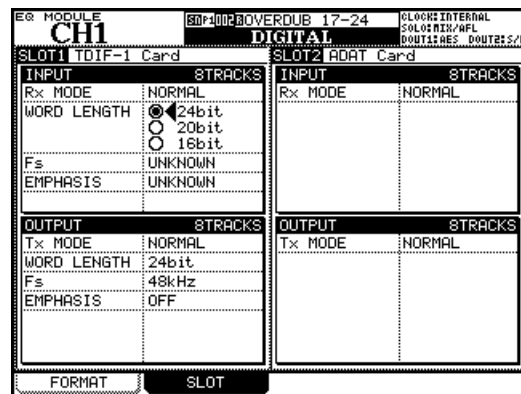 EQ MODULE
CH1
OVERDUB 17-24
DIGITAL
CLOCK:INTERNAL
SOLO:MIX/AFL
DOUT1:AES DOUT2:S/
SLOT1 TDIF-1 Card
INPUT 8TRACKS
Rx MODE NORMAL
WORD LENGTH 24bit
20bit
16bit
Fs UNKNOWN
EMPHASIS UNKNOWN
OUTPUT 8TRACKS
Tx MODE NORMAL
WORD LENGTH 24bit
Fs 48kHz
EMPHASIS OFF
SLOT2 ADAT Card
INPUT 8TRACKS
Rx MODE NORMAL
OUTPUT 8TRACKS
Tx MODE NORMAL
FORMAT
SLOT